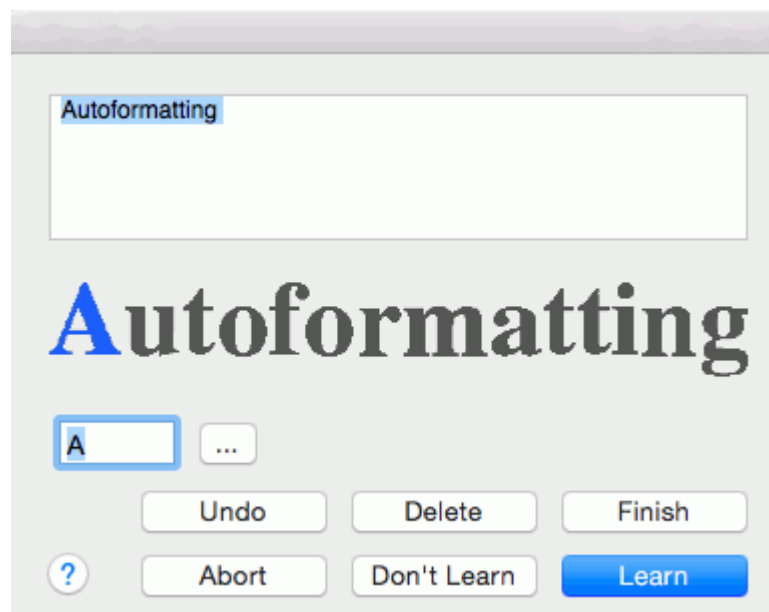 Autoformatting
Autoformatting
A ...
Undo Delete Finish
? Abort Don't Learn Learn